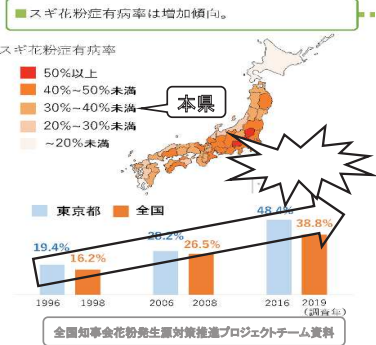 ■スギ花粉症有病率は増加傾向。
スギ花粉症有病率
50%以上
40%~50%未満
30%~40%未満
20%~30%未満
~20%未満
本県
東京都 全国
19.4%
16.2%
28.2%
26.5%
48.4%
38.8%
1996 1998 2006 2008 2016 2019
(調査年)
全国知事会花粉発生源対策推進プロジェクトチーム資料